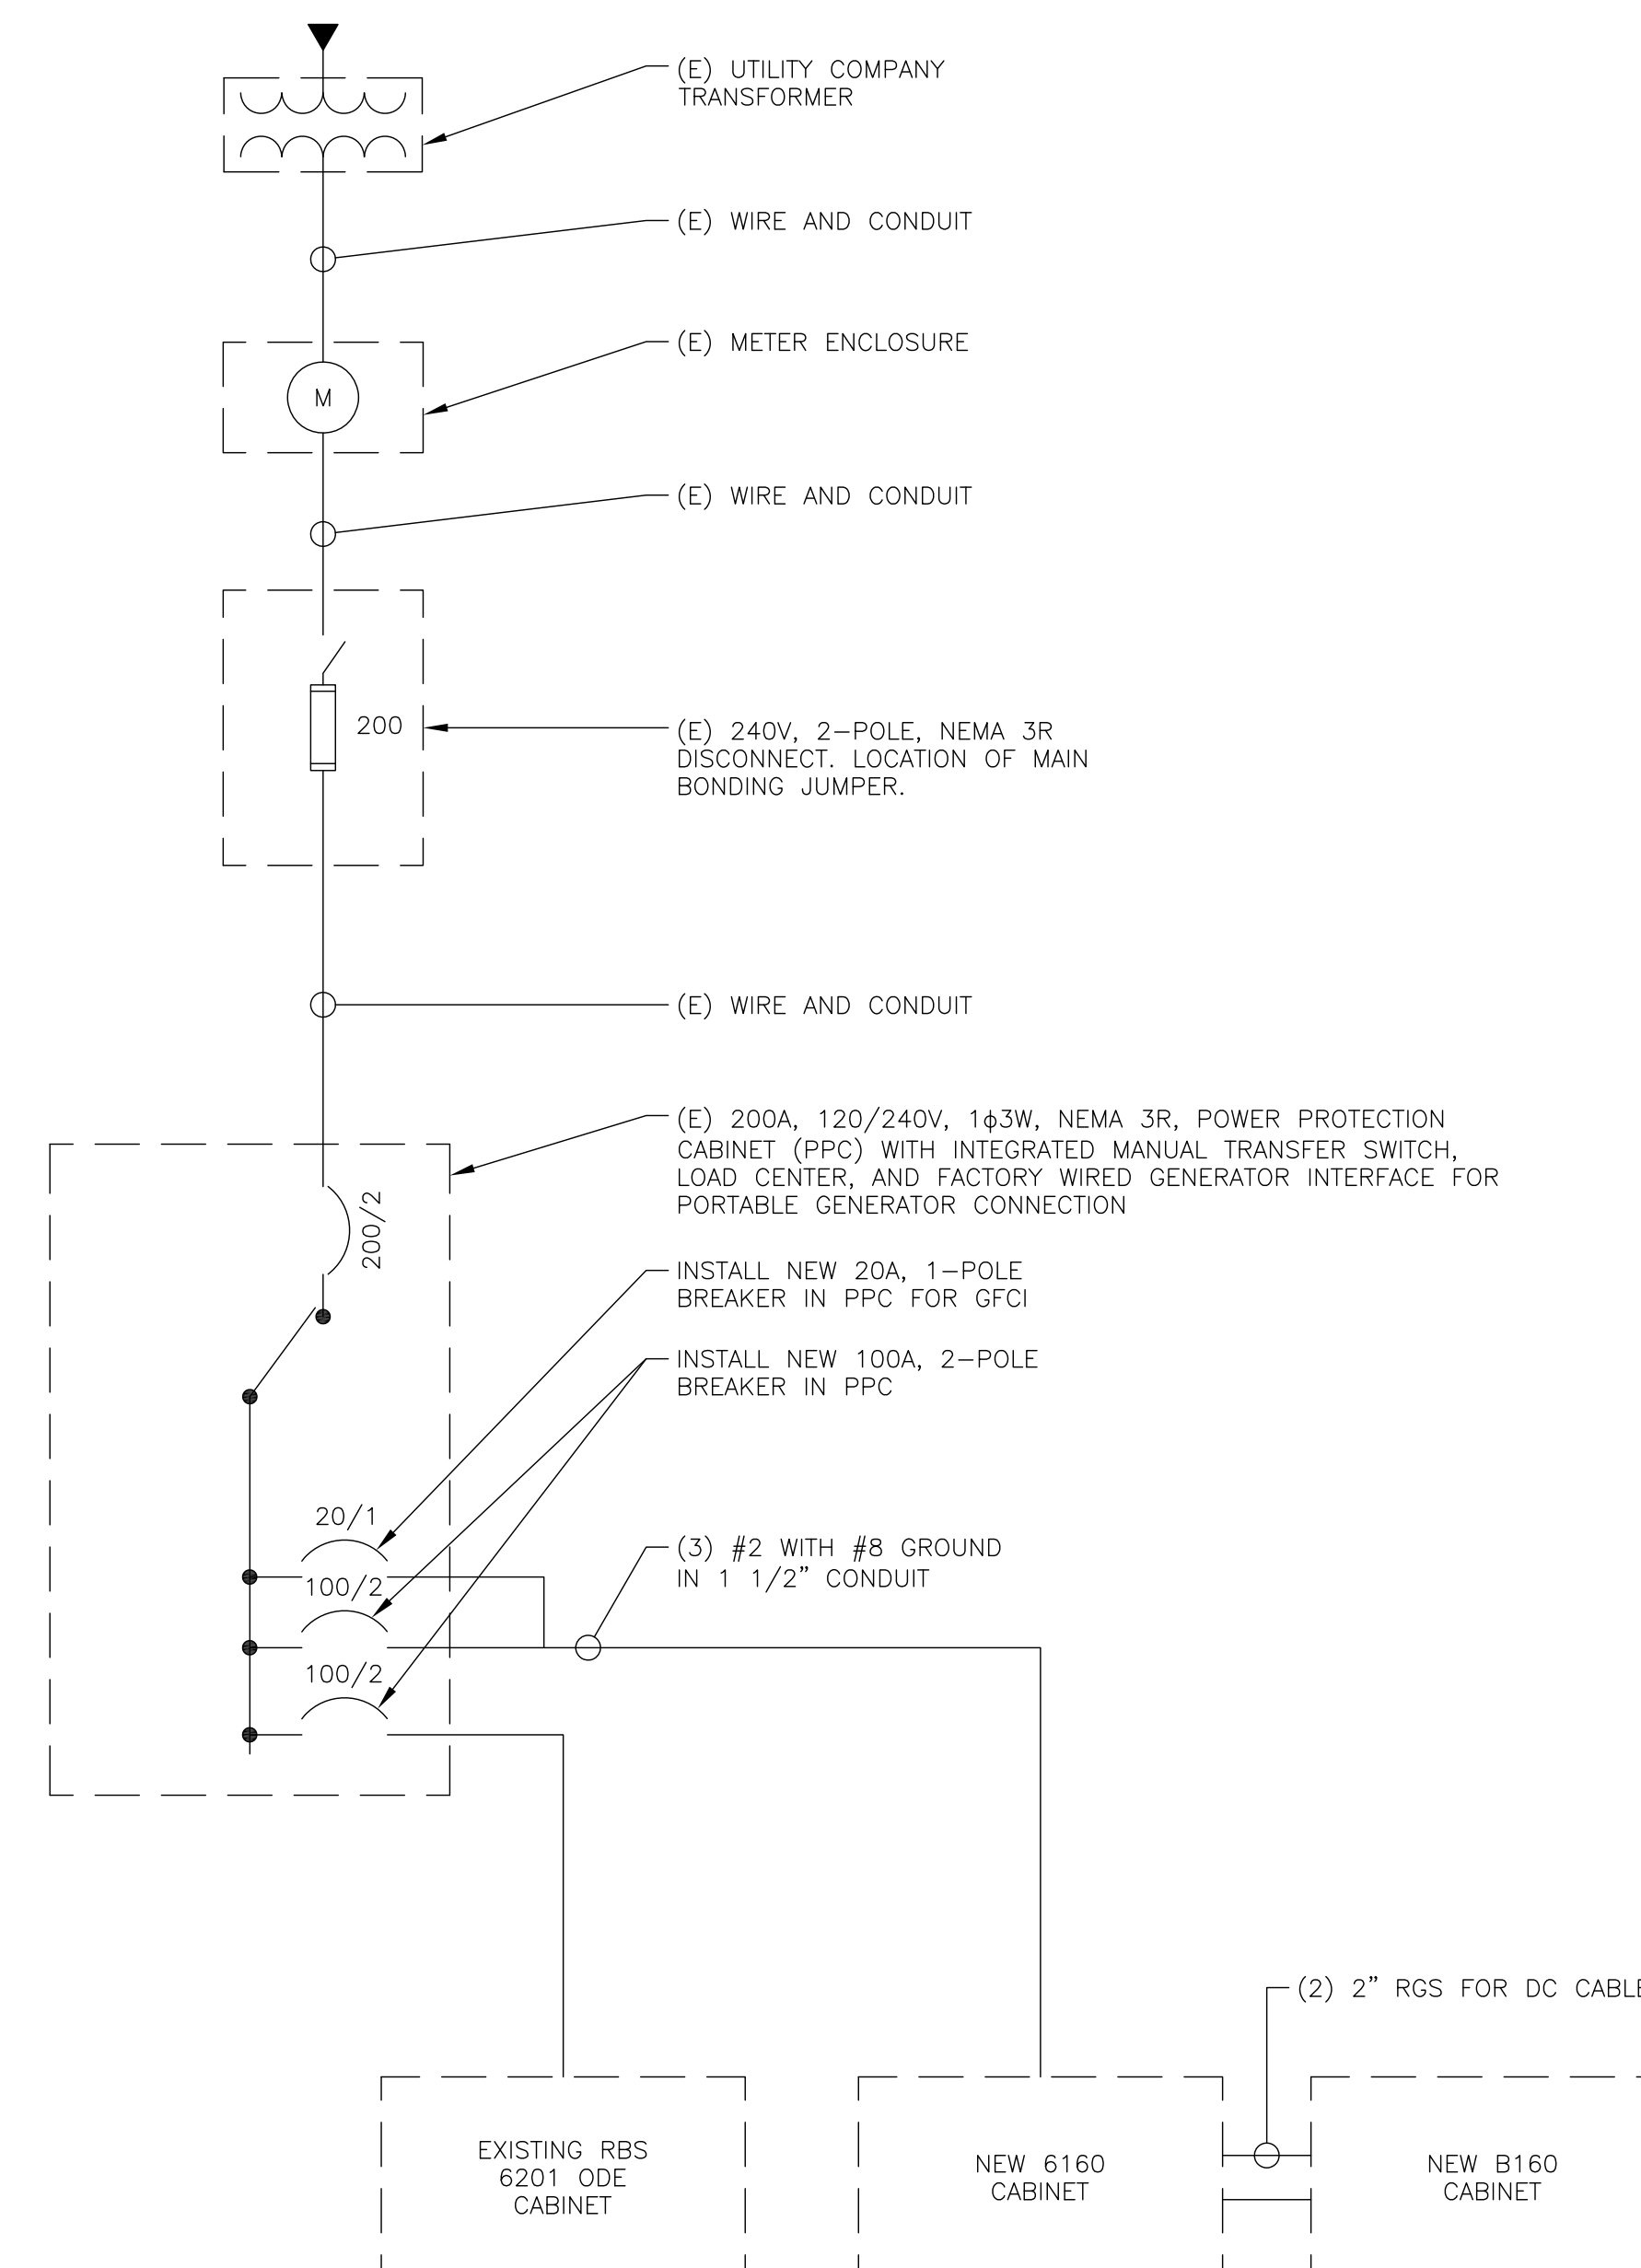 (E) UTILITY COMPANY
TRANSFORMER
(E) WIRE AND CONDUIT
(E) METER ENCLOSURE
M
(E) WIRE AND CONDUIT
200
(E) 240V, 2-POLE, NEMA 3R
DISCONNECT. LOCATION OF MAIN
BONDING JUMPER.
(E) WIRE AND CONDUIT
(E) 200A, 120/240V, 1ϕ3W, NEMA 3R, POWER PROTECTION
CABINET (PPC) WITH INTEGRATED MANUAL TRANSFER SWITCH,
LOAD CENTER, AND FACTORY WIRED GENERATOR INTERFACE FOR
PORTABLE GENERATOR CONNECTION
200/2
INSTALL NEW 20A, 1-POLE
BREAKER IN PPC FOR GFCI
INSTALL NEW 100A, 2-POLE
BREAKER IN PPC
20/1
100/2
100/2
(3) #2 WITH #8 GROUND
IN 1 1/2” CONDUIT
(2) 2” RGS FOR DC CABLE
EXISTING RBS
6201 ODE
CABINET
NEW 6160
CABINET
NEW B160
CABINET